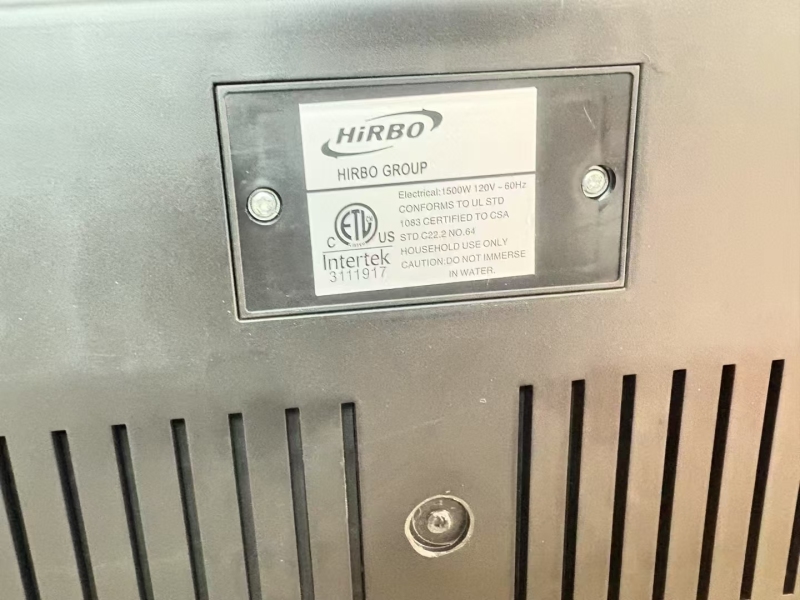 HiRBO
HIRBO GROUP
Electrical:1500W 120V~60Hz
CONFORMS TO UL STD
1083 CERTIFIED TO CSA
STD C22.2 NO.64
HOUSEHOLD USE ONLY
CAUTION:DO NOT IMMERSE
IN WATER.
ETL
C US
Intertek
3111917